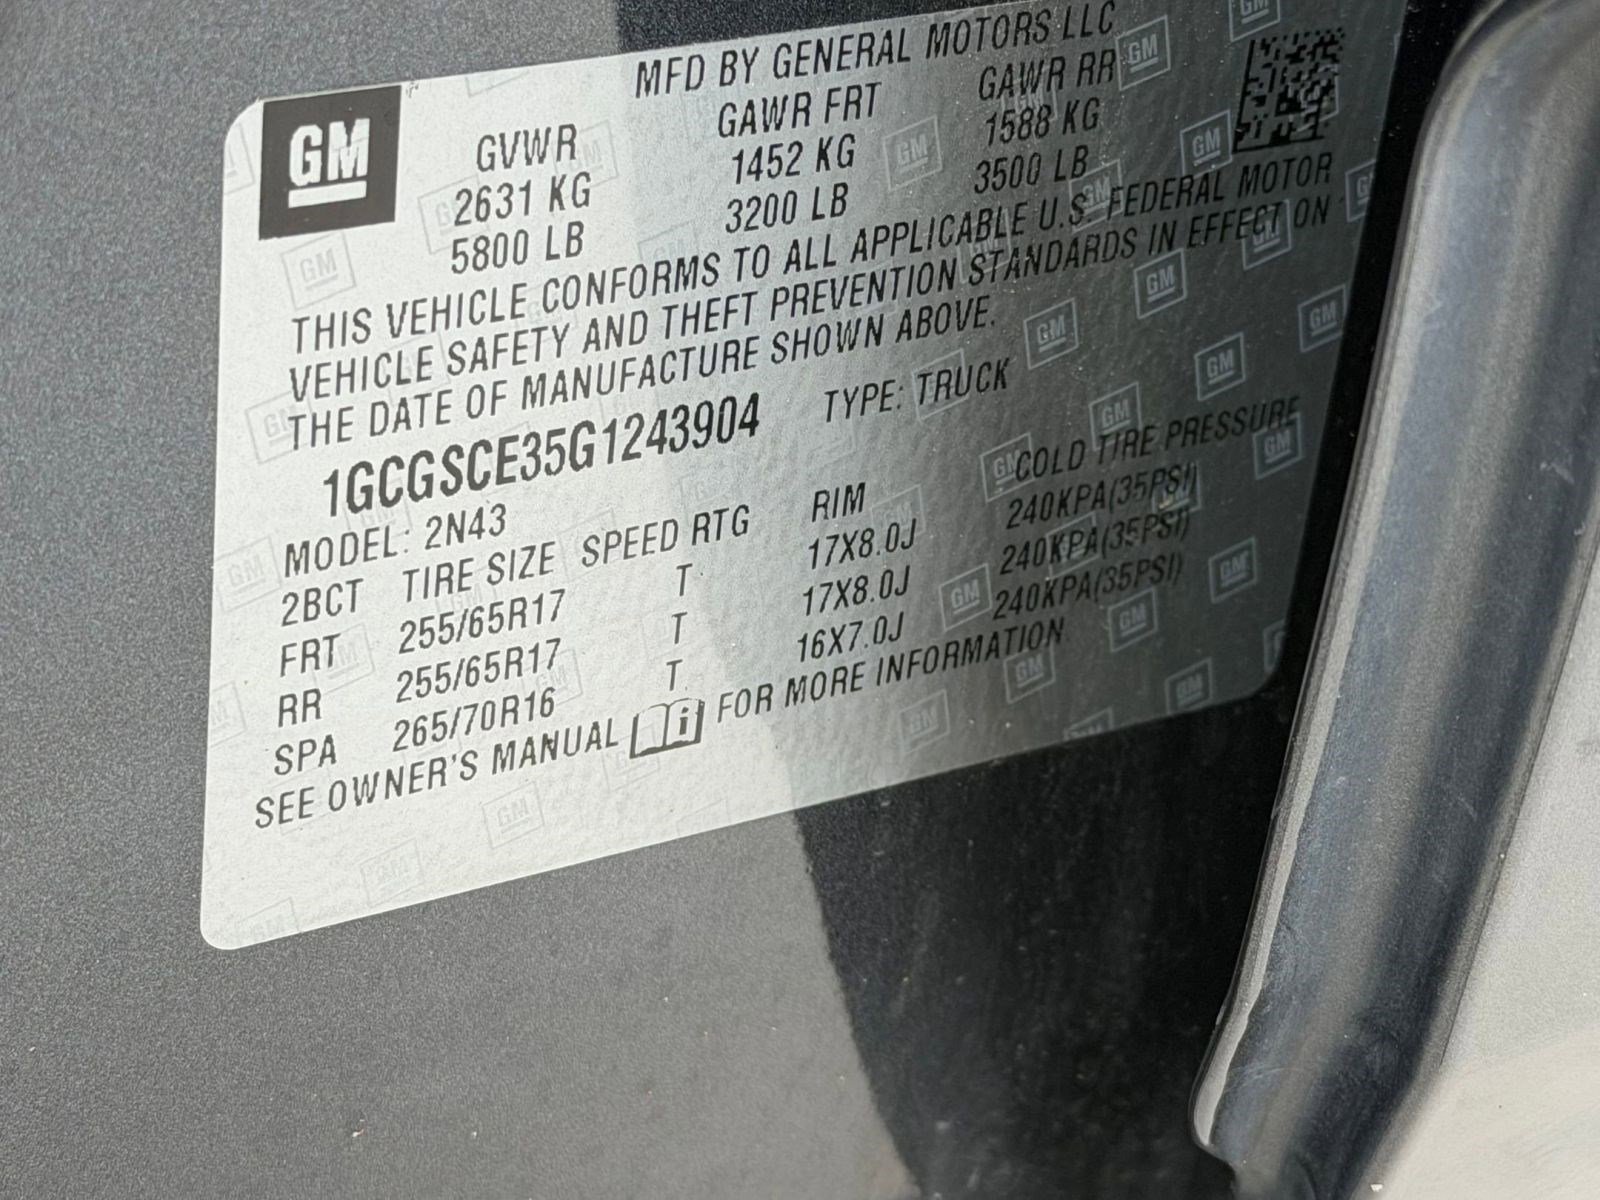 GM
MFD BY GENERAL MOTORS LLC
GVWR GAWR FRT GAWR RR
2631 KG 1452 KG 1588 KG
5800 LB 3200 LB 3500 LB
THIS VEHICLE CONFORMS TO ALL APPLICABLE U.S FEDERAL MOTOR
VEHICLE SAFETY AND THEFT PREVENTION STANDARDS IN EFFECT ON
THE DATE OF MANUFACTURE SHOWN ABOVE.
1GCGSCE35G1243904 TYPE: TRUCK
MODEL: 2N43
2BCT TIRE SIZE SPEED RTG RIM COLD TIRE PRESSURE
FRT 255/65R17 T 17X8.0J 240KPA(35PSI)
RR 255/65R17 T 17X8.0J 240KPA(35PSI)
SPA 265/70R16 T 16X7.0J 240KPA(35PSI)
SEE OWNER'S MANUAL i FOR MORE INFORMATION